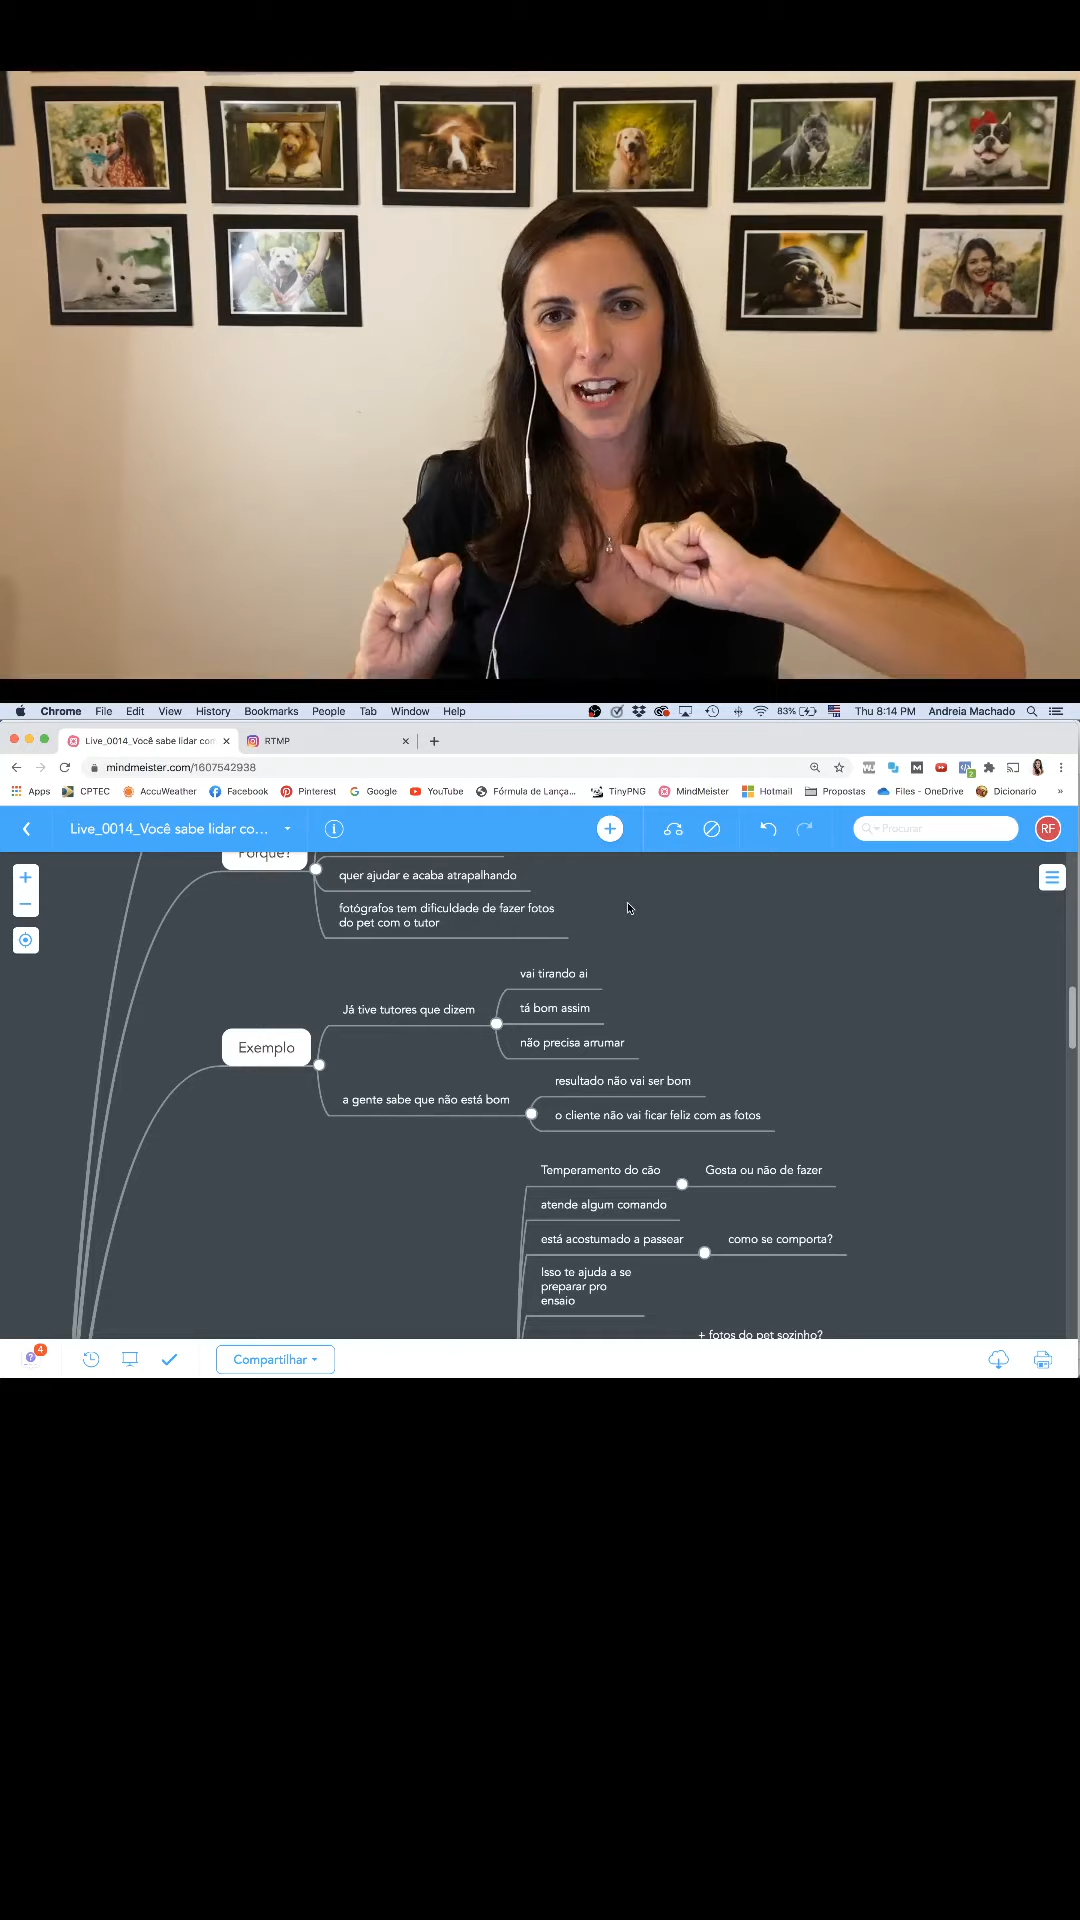 Chrome File Edit View History Bookmarks People Tab Window Help 83% Thu 8:14 PM Andreia Machado
Live_0014_Você sabe lidar com RTMP
mindmeister.com/1607542938
Apps CPTEC AccuWeather Facebook Pinterest Google YouTube Fórmula de Lança... TinyPNG MindMeister Hotmail Propostas Files - OneDrive Dicionario »
Live_0014_Você sabe lidar co... Procurar RF
Porque?
quer ajudar e acaba atrapalhando
fotógrafos tem dificuldade de fazer fotos
do pet com o tutor
vai tirando ai
Já tive tutores que dizem
tá bom assim
não precisa arrumar
Exemplo
resultado não vai ser bom
a gente sabe que não está bom
o cliente não vai ficar feliz com as fotos
Temperamento do cão Gosta ou não de fazer
atende algum comando
está acostumado a passear como se comporta?
Isso te ajuda a se
preparar pro
ensaio
+ fotos do pet sozinho?
4
Compartilhar